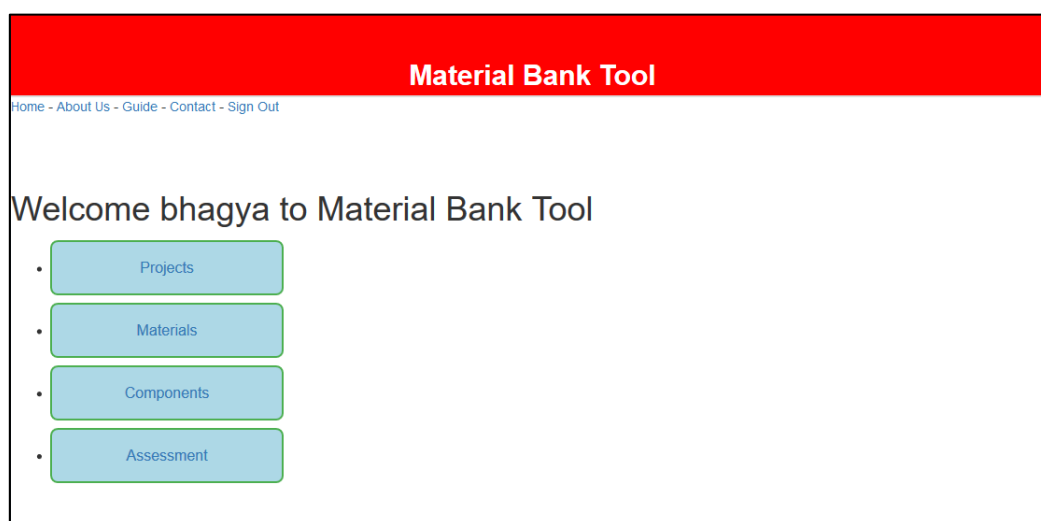 Material Bank Tool
Home - About Us - Guide - Contact - Sign Out
Welcome bhagya to Material Bank Tool
Projects
Materials
Components
Assessment